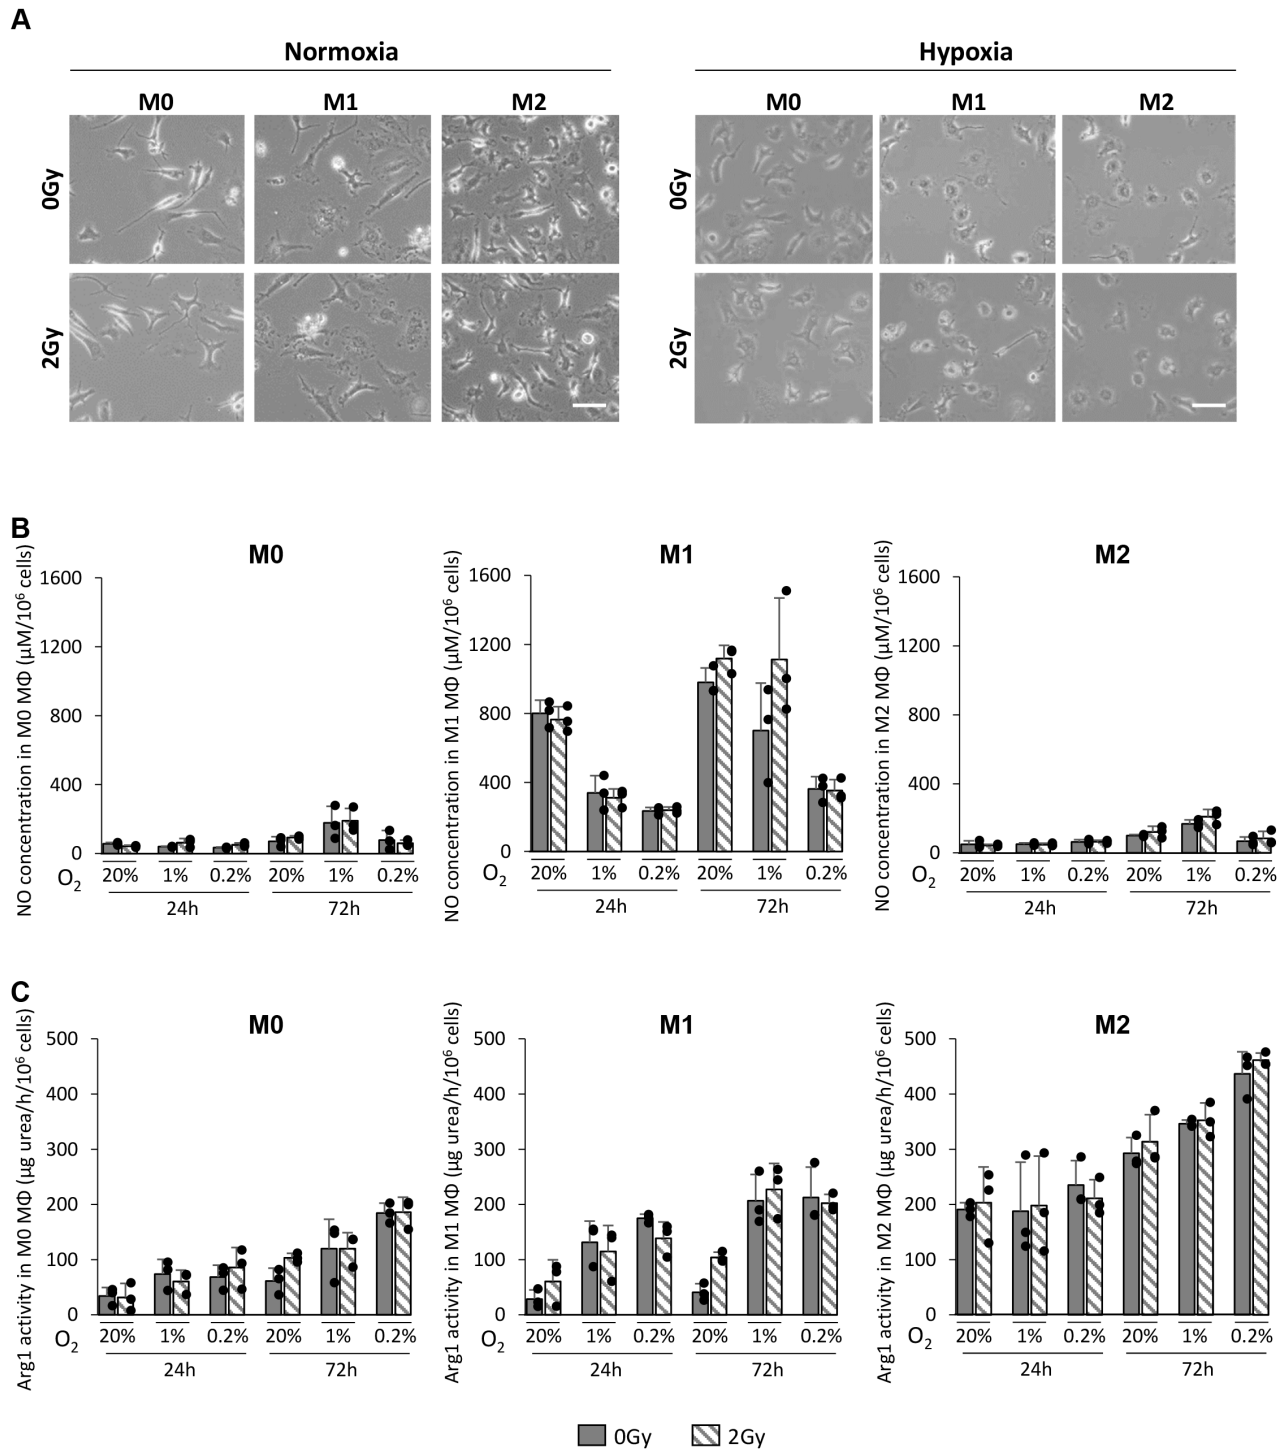 A
Normoxia
Hypoxia
M0 M1 M2
M0 M1 M2
0Gy
0Gy
2Gy
2Gy
B
M0
M1
M2
NO concentration in M0 MΦ (µM/10⁶ cells)
1600
1200
800
400
0
O₂ 20% 1% 0.2% 20% 1% 0.2%
24h 72h
NO concentration in M1 MΦ (µM/10⁶ cells)
1600
1200
800
400
0
O₂ 20% 1% 0.2% 20% 1% 0.2%
24h 72h
NO concentration in M2 MΦ (µM/10⁶ cells)
1600
1200
800
400
0
O₂ 20% 1% 0.2% 20% 1% 0.2%
24h 72h
C
M0
M1
M2
Arg1 activity in M0 MΦ (µg urea/h/10⁶ cells)
500
400
300
200
100
0
O₂ 20% 1% 0.2% 20% 1% 0.2%
24h 72h
Arg1 activity in M1 MΦ (µg urea/h/10⁶ cells)
500
400
300
200
100
0
O₂ 20% 1% 0.2% 20% 1% 0.2%
24h 72h
Arg1 activity in M2 MΦ (µg urea/h/10⁶ cells)
500
400
300
200
100
0
O₂ 20% 1% 0.2% 20% 1% 0.2%
24h 72h
0Gy 2Gy